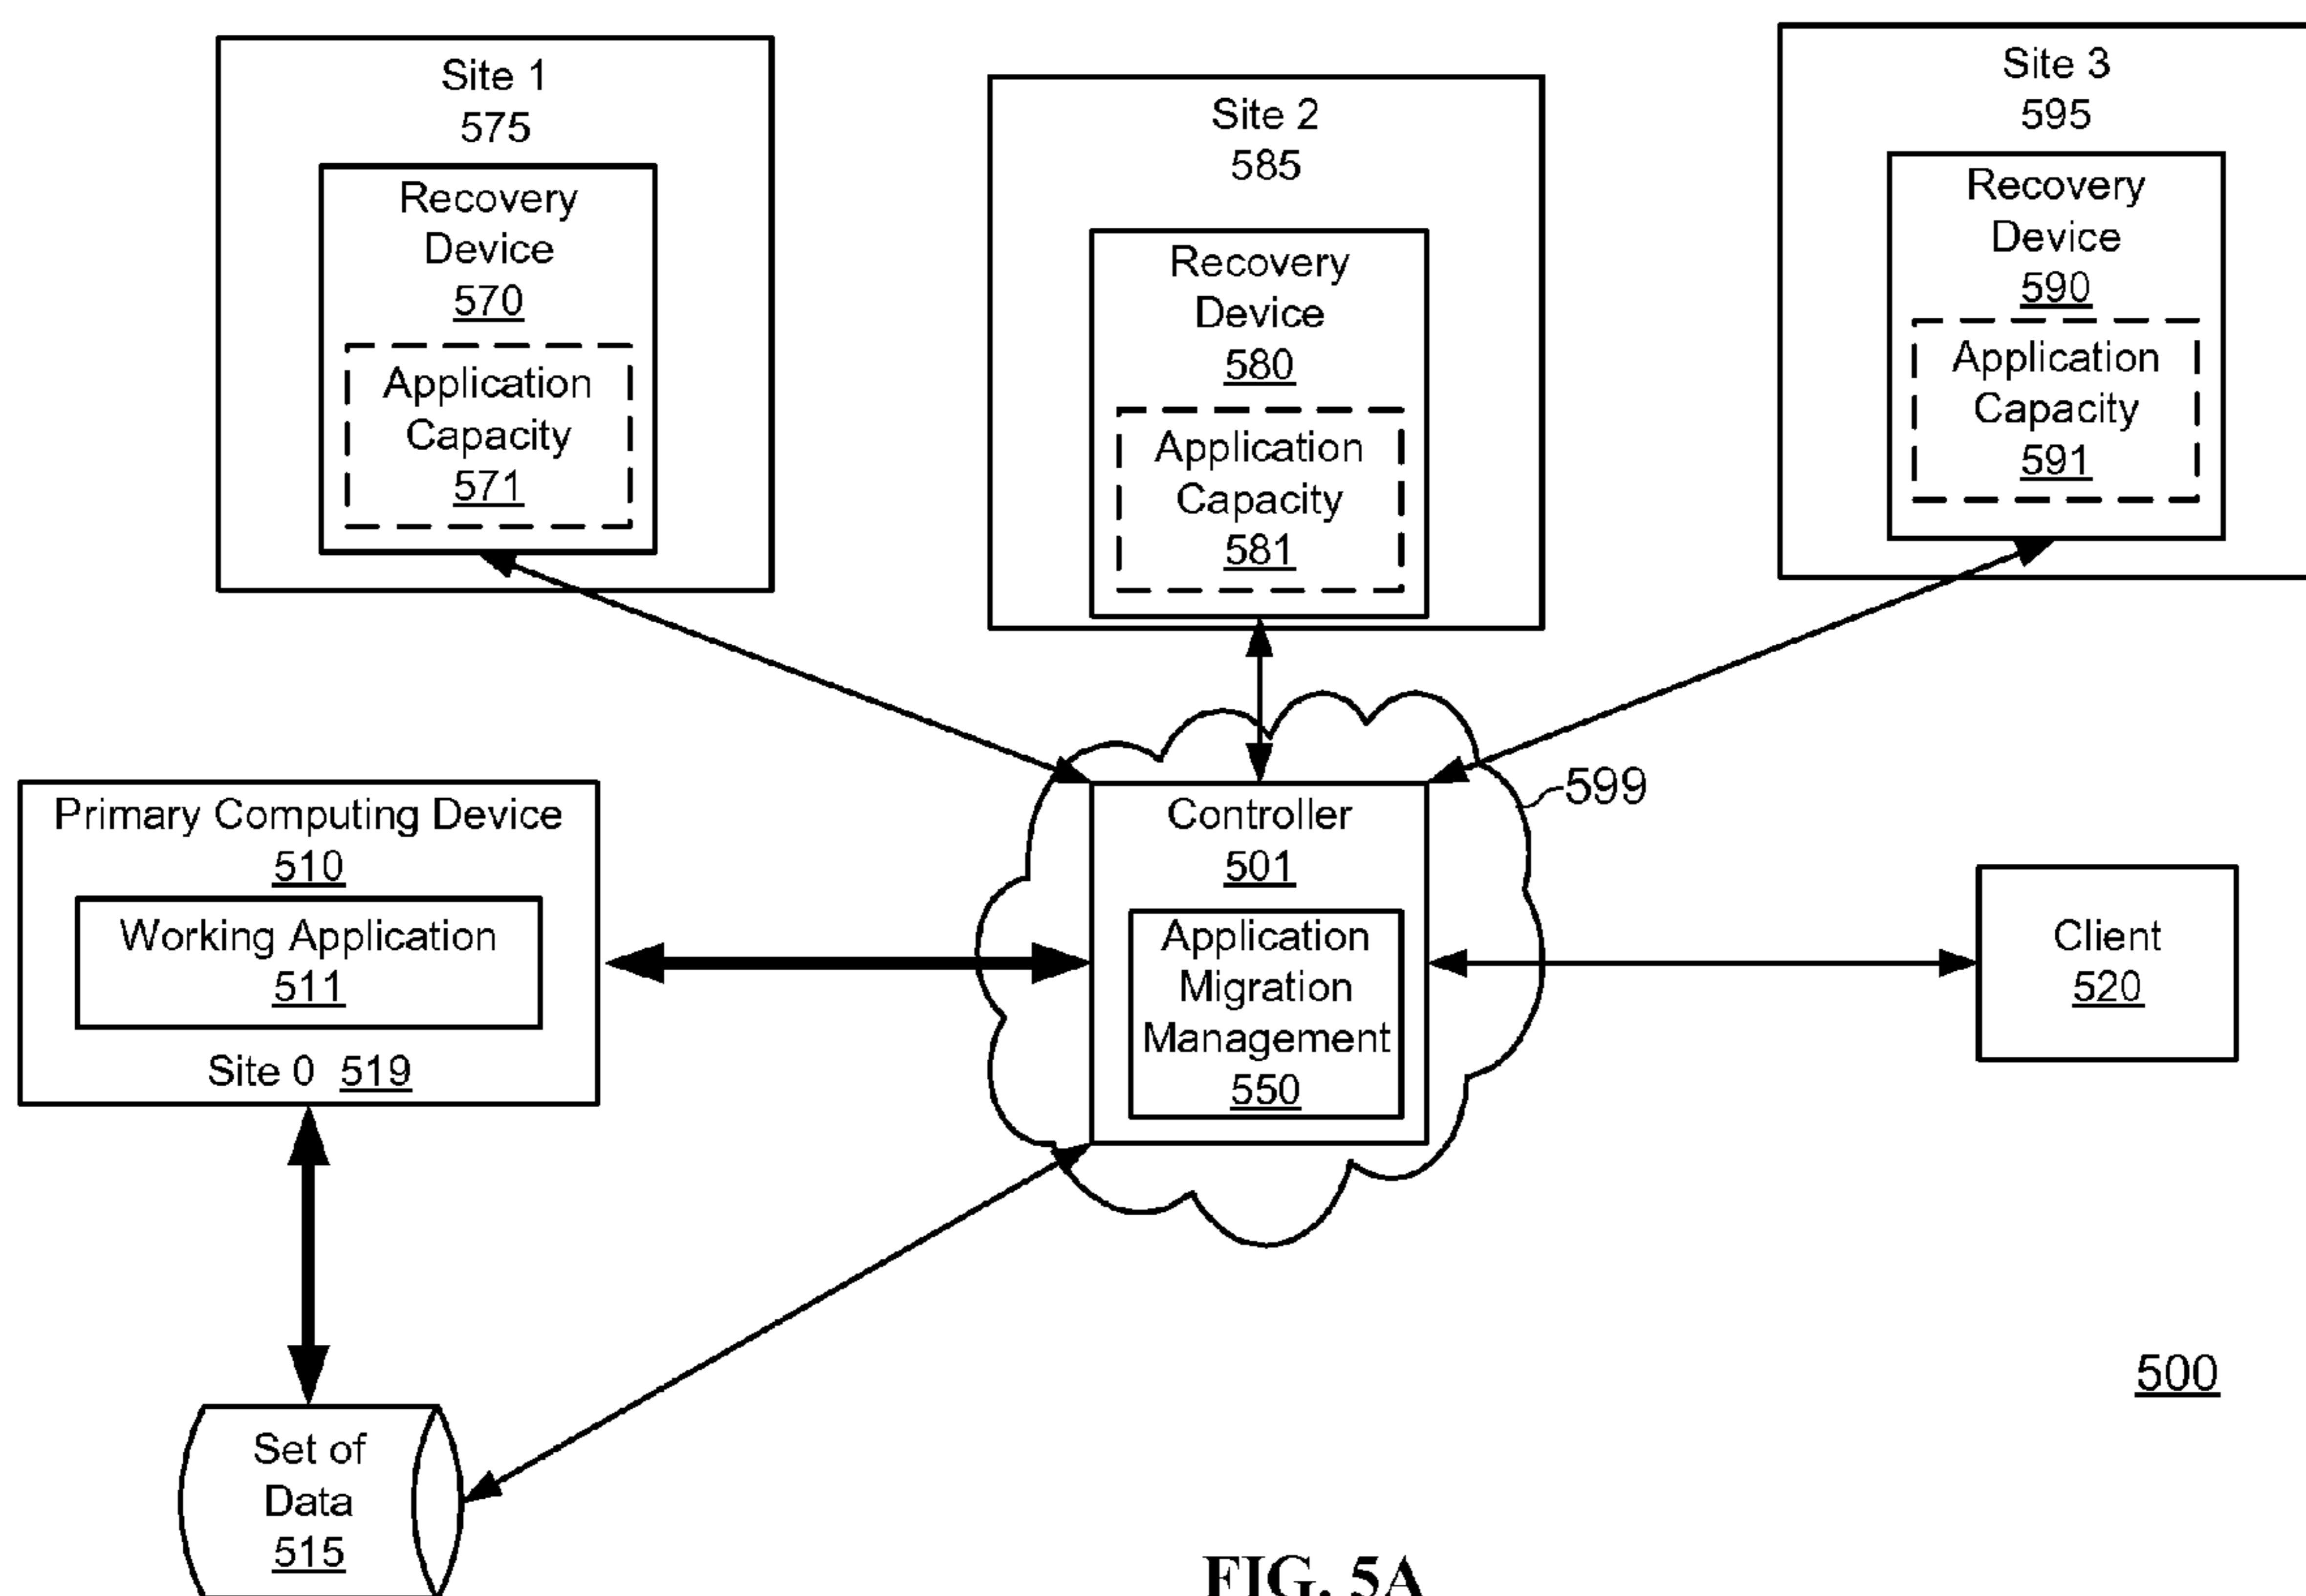 Site 1
575
Recovery
Device
570
Application
Capacity
571
Site 2
585
Recovery
Device
580
Application
Capacity
581
Site 3
595
Recovery
Device
590
Application
Capacity
591
Primary Computing Device
510
Working Application
511
Site 0 519
Controller
501
Application
Migration
Management
550
599
Client
520
Set of
Data
515
500
FIG. 5A